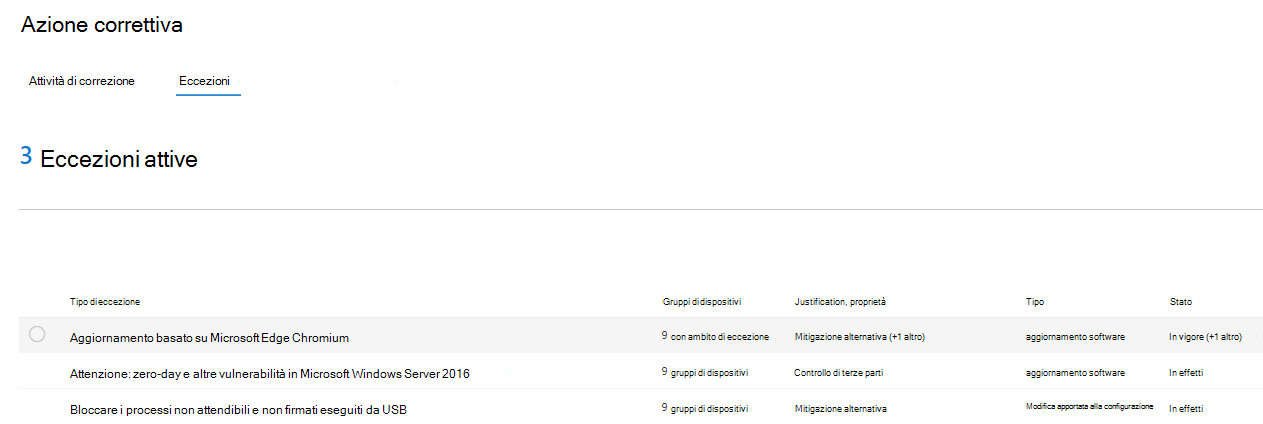 Azione correttiva
Attività di correzione Eccezioni
3 Eccezioni attive
Tipo di eccezione Gruppi di dispositivi Justification, proprietà Tipo Stato
Aggiornamento basato su Microsoft Edge Chromium 9 con ambito di eccezione Mitigazione alternativa (+1 altro) aggiornamento software In vigore (+1 altro)
Attenzione: zero-day e altre vulnerabilità in Microsoft Windows Server 2016 9 gruppi di dispositivi Controllo di terze parti aggiornamento software In effetti
Bloccare i processi non attendibili e non firmati eseguiti da USB 9 gruppi di dispositivi Mitigazione alternativa Modifica apportata alla configurazione In effetti